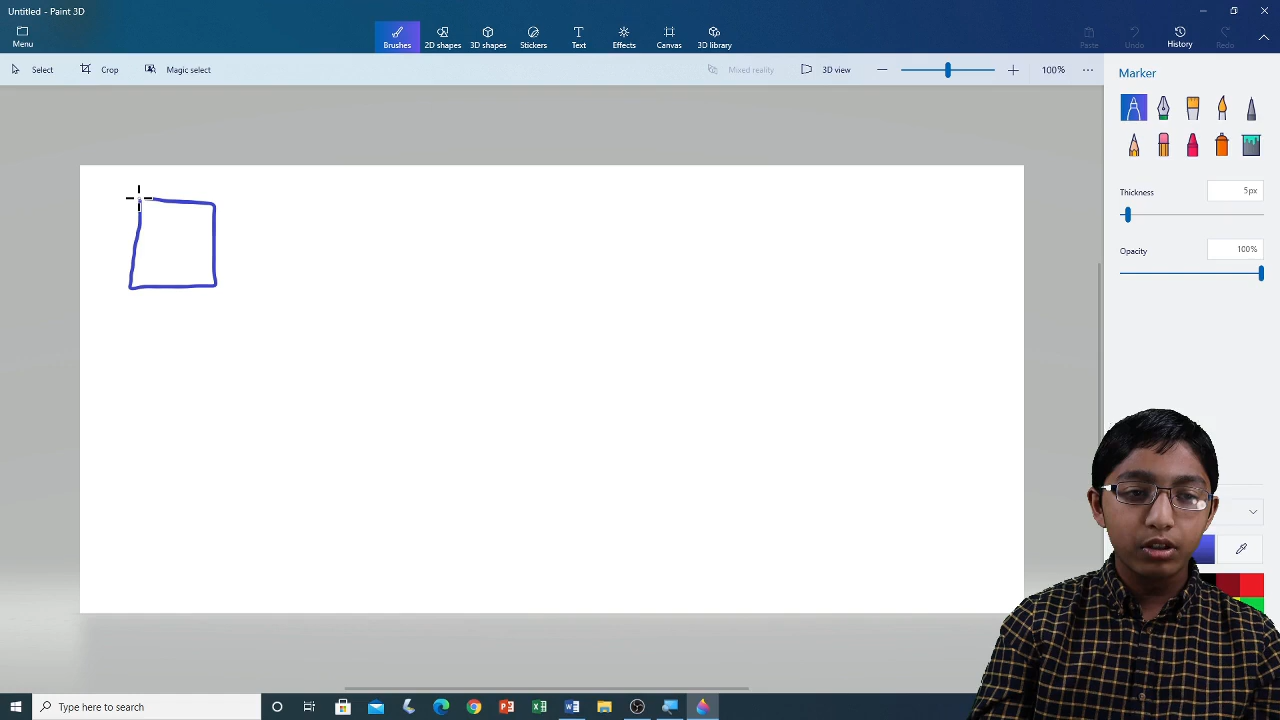 Untitled - Paint 3D
Menu
Brushes
2D shapes
3D shapes
Stickers
Text
Effects
Canvas
3D library
Paste
Undo
History
Redo
Select
Crop
Magic select
Mixed reality
3D view
100%
Marker
Thickness
5px
Opacity
100%
Type here to search